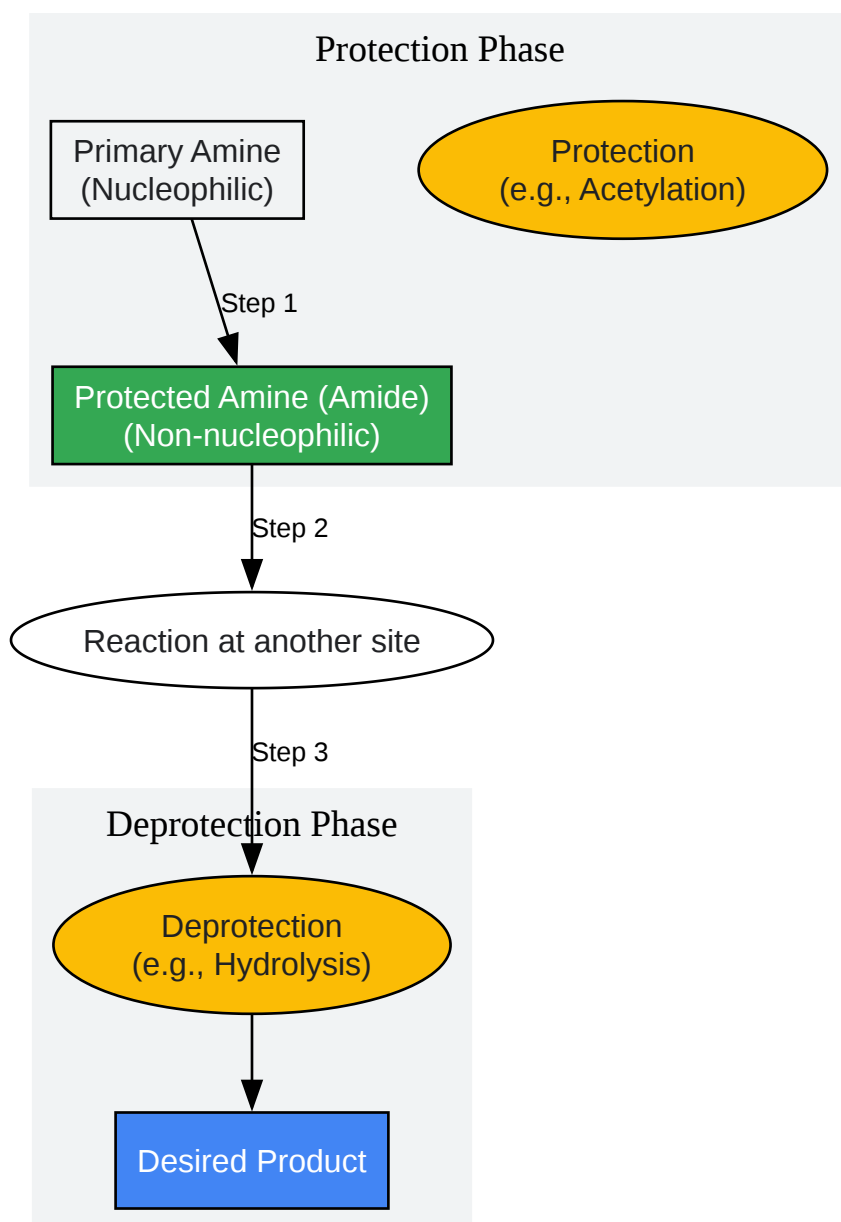 Protection Phase
Primary Amine
(Nucleophilic)
Protection
(e.g., Acetylation)
Step 1
Protected Amine (Amide)
(Non-nucleophilic)
Step 2
Reaction at another site
Step 3
Deprotection Phase
Deprotection
(e.g., Hydrolysis)
Desired Product